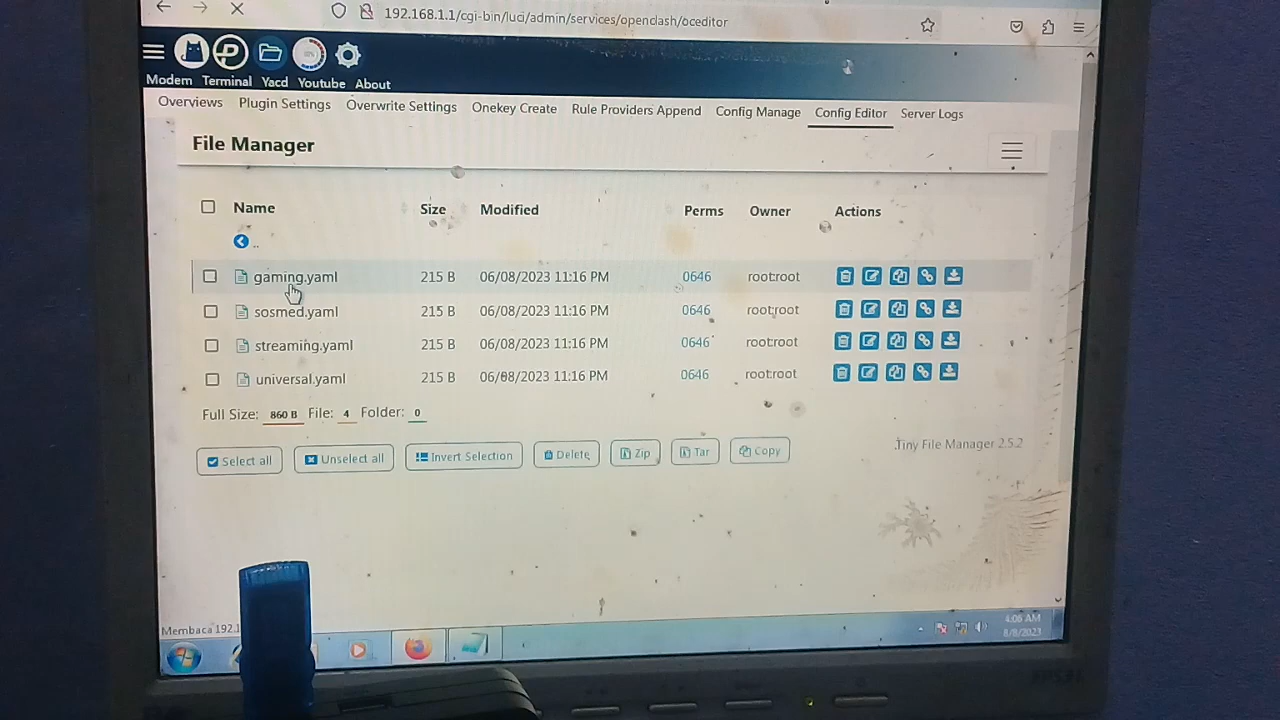 192.168.1.1/cgi-bin/luci/admin/services/openclash/oceditor
Modem Terminal Yacd Youtube About
Overviews Plugin Settings Overwrite Settings Onekey Create Rule Providers Append Config Manage Config Editor Server Logs
File Manager
Name Size Modified Perms Owner Actions
..
gaming.yaml 215 B 06/08/2023 11:16 PM 0646 root:root
sosmed.yaml 215 B 06/08/2023 11:16 PM 0646 root:root
streaming.yaml 215 B 06/08/2023 11:16 PM 0646 root:root
universal.yaml 215 B 06/08/2023 11:16 PM 0646 root:root
Full Size: 860 B File: 4 Folder: 0
Select all Unselect all Invert Selection Delete Zip Tar Copy
Tiny File Manager 2.5.2
Membaca 192.1
4:06 AM
8/8/2023